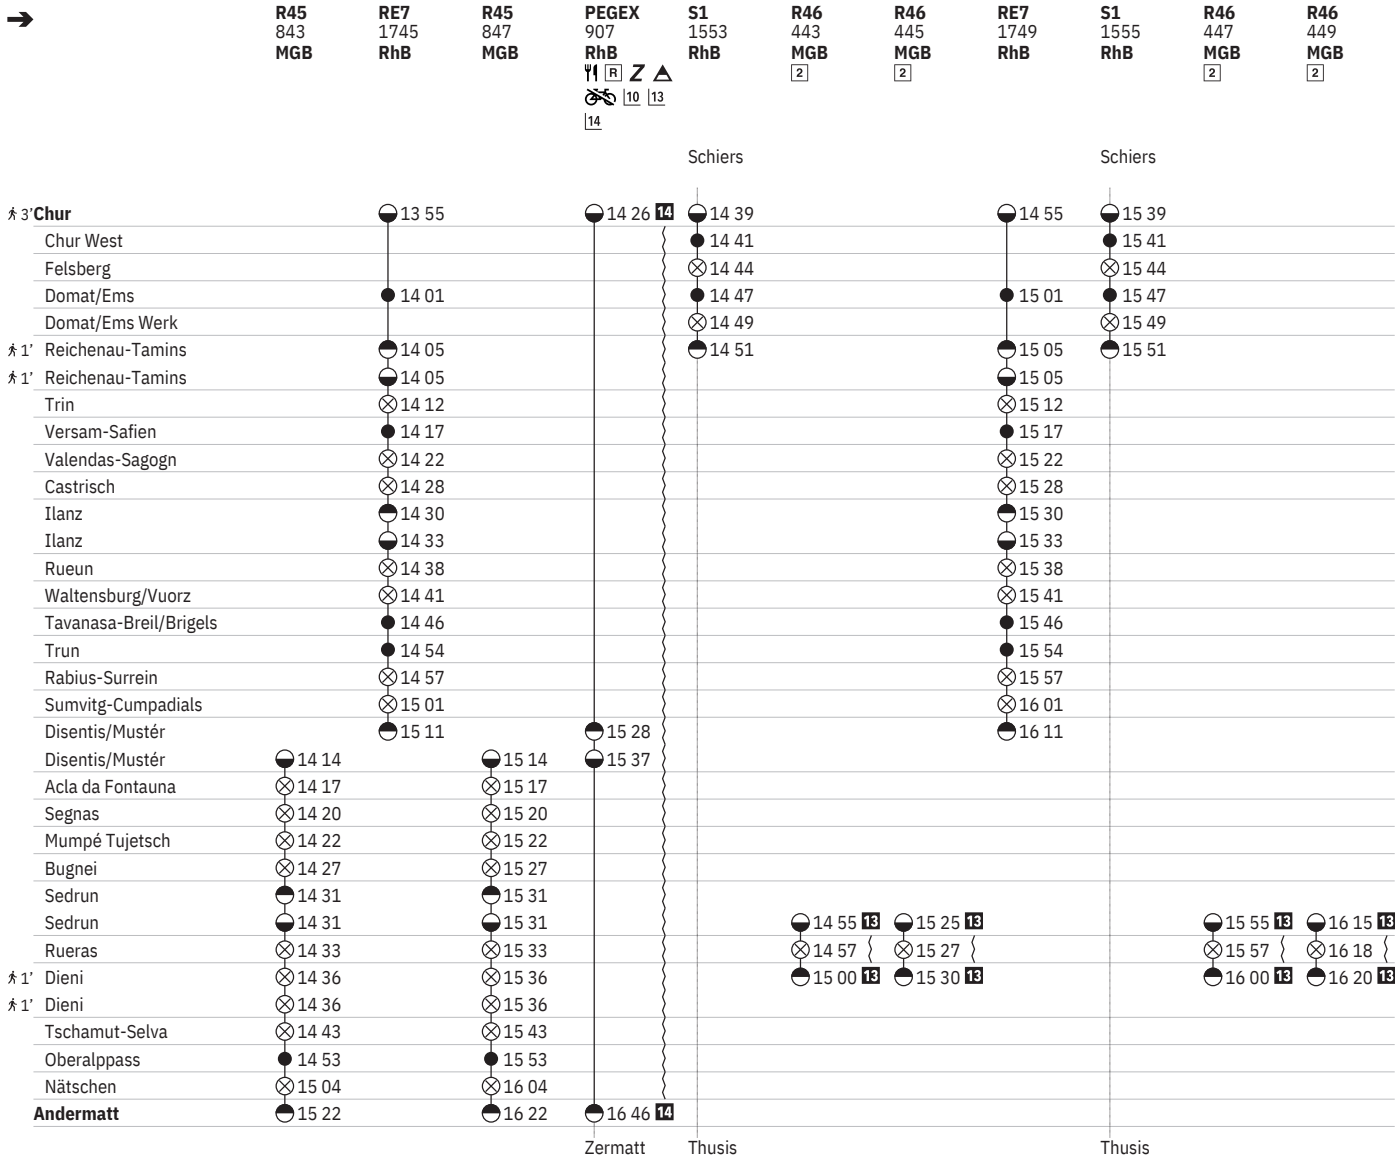 R45 RE7 R45 PEGEX S1 R46 R46 RE7 S1 R46 R46
843 1745 847 907 1553 443 445 1749 1555 447 449
MGB RhB MGB RhB RhB MGB MGB RhB RhB MGB MGB
R Z 2 2 2 2
10 13
14
Schiers Schiers
3' Chur 13 55 14 26 14 14 39 14 55 15 39
Chur West 14 41 15 41
Felsberg 14 44 15 44
Domat/Ems 14 01 14 47 15 01 15 47
Domat/Ems Werk 14 49 15 49
1' Reichenau-Tamins 14 05 14 51 15 05 15 51
1' Reichenau-Tamins 14 05 15 05
Trin 14 12 15 12
Versam-Safien 14 17 15 17
Valendas-Sagogn 14 22 15 22
Castrisch 14 28 15 28
Ilanz 14 30 15 30
Ilanz 14 33 15 33
Rueun 14 38 15 38
Waltensburg/Vuorz 14 41 15 41
Tavanasa-Breil/Brigels 14 46 15 46
Trun 14 54 15 54
Rabius-Surrein 14 57 15 57
Sumvitg-Cumpadials 15 01 16 01
Disentis/Mustér 15 11 15 28 16 11
Disentis/Mustér 14 14 15 14 15 37
Acla da Fontauna 14 17 15 17
Segnas 14 20 15 20
Mumpé Tujetsch 14 22 15 22
Bugnei 14 27 15 27
Sedrun 14 31 15 31
Sedrun 14 31 15 31 14 55 13 15 25 13 15 55 13 16 15 13
Rueras 14 33 15 33 14 57 15 27 15 57 16 18
1' Dieni 14 36 15 36 15 00 13 15 30 13 16 00 13 16 20 13
1' Dieni 14 36 15 36
Tschamut-Selva 14 43 15 43
Oberalppass 14 53 15 53
Nätschen 15 04 16 04
Andermatt 15 22 16 22 16 46 14
Zermatt Thusis Thusis